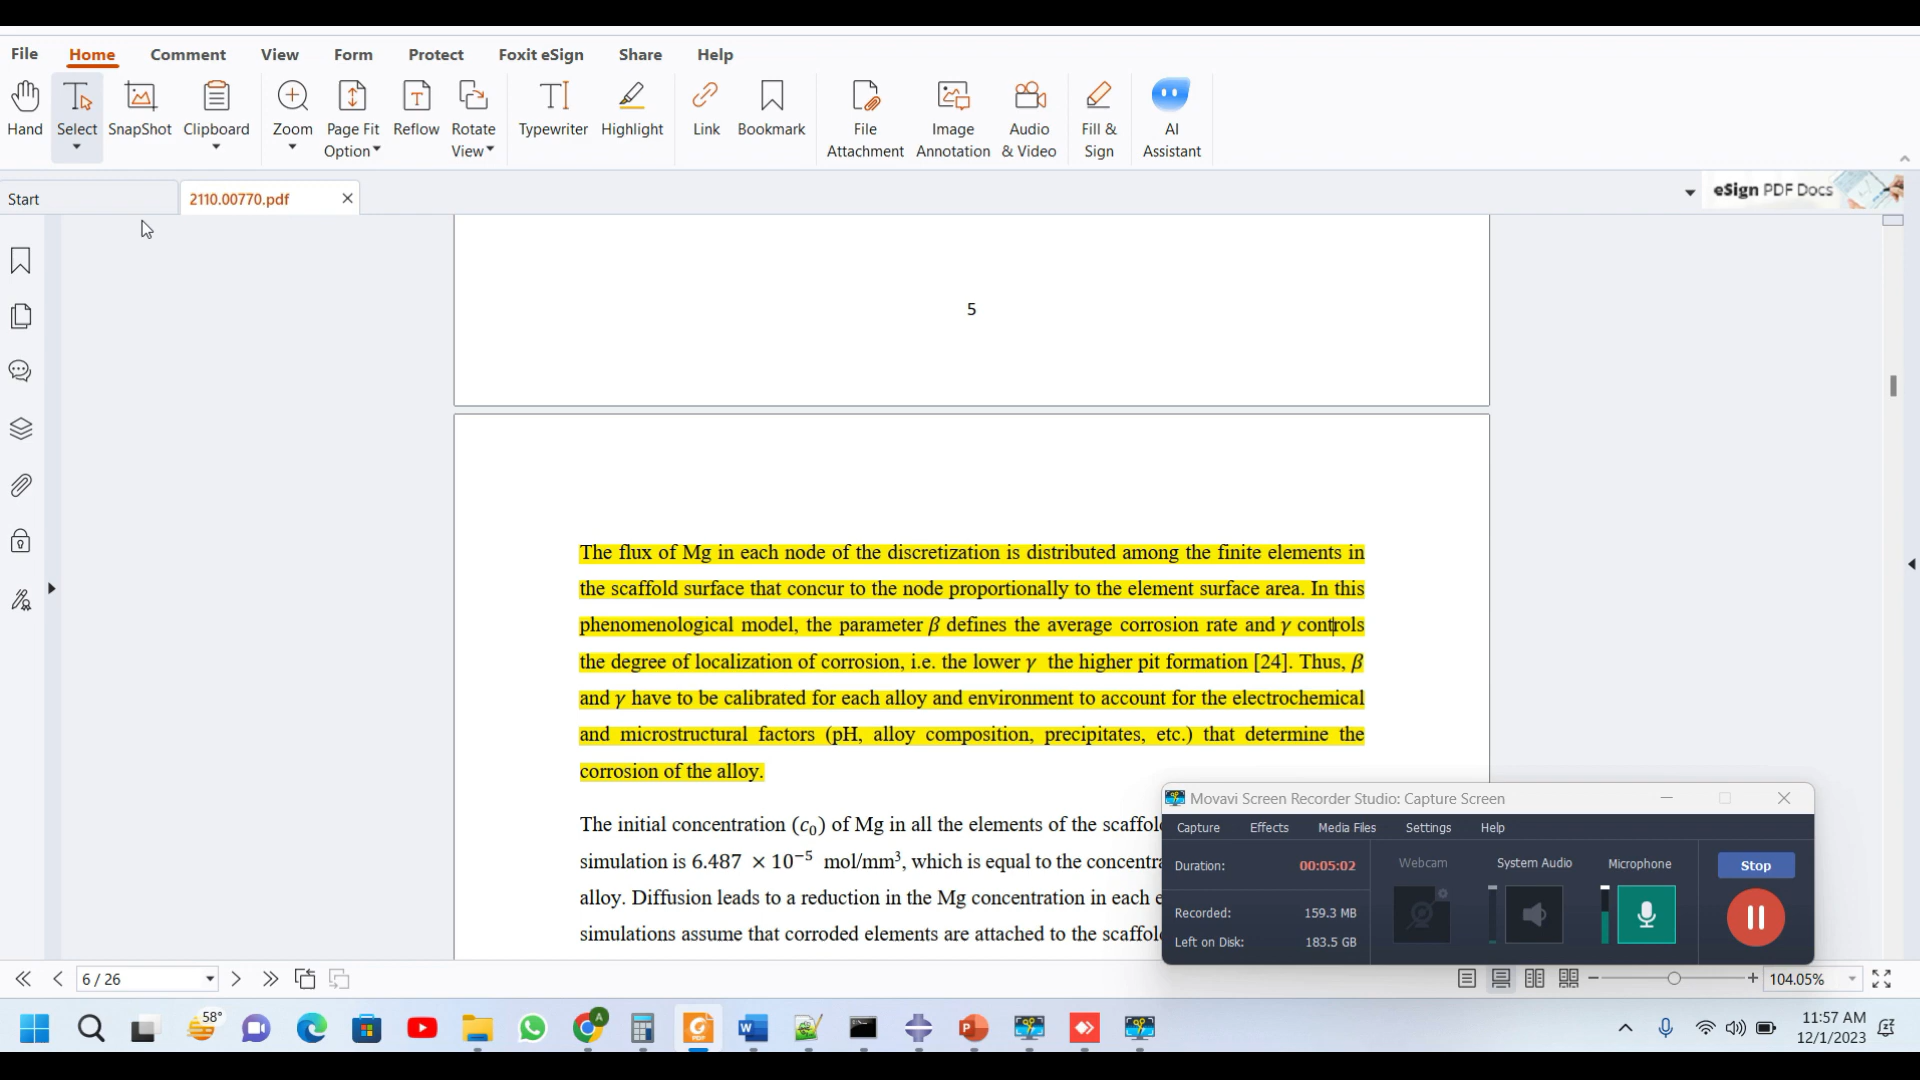 File Home Comment View Form Protect Foxit eSign Share Help
Hand Select SnapShot Clipboard Zoom Page Fit Option Reflow Rotate View Typewriter Highlight Link Bookmark File Attachment Image Annotation Audio & Video Fill & Sign AI Assistant
Start 2110.00770.pdf eSign PDF Docs
5
The flux of Mg in each node of the discretization is distributed among the finite elements in
the scaffold surface that concur to the node proportionally to the element surface area. In this
phenomenological model, the parameter β defines the average corrosion rate and γ controls
the degree of localization of corrosion, i.e. the lower γ the higher pit formation [24]. Thus, β
and γ have to be calibrated for each alloy and environment to account for the electrochemical
and microstructural factors (pH, alloy composition, precipitates, etc.) that determine the
corrosion of the alloy.
The initial concentration (c₀) of Mg in all the elements of the
simulation is 6.487 × 10⁻⁵ mol/mm³, which is equal to the
alloy. Diffusion leads to a reduction in the Mg concentration in each
simulations assume that corroded elements are attached to the
Movavi Screen Recorder Studio: Capture Screen
Capture Effects Media Files Settings Help
Duration: 00:05:02
Recorded: 159.3 MB
Left on Disk: 183.5 GB
Webcam System Audio Microphone
Stop
6 / 26 104.05%
58° A PDF 11:57 AM
12/1/2023